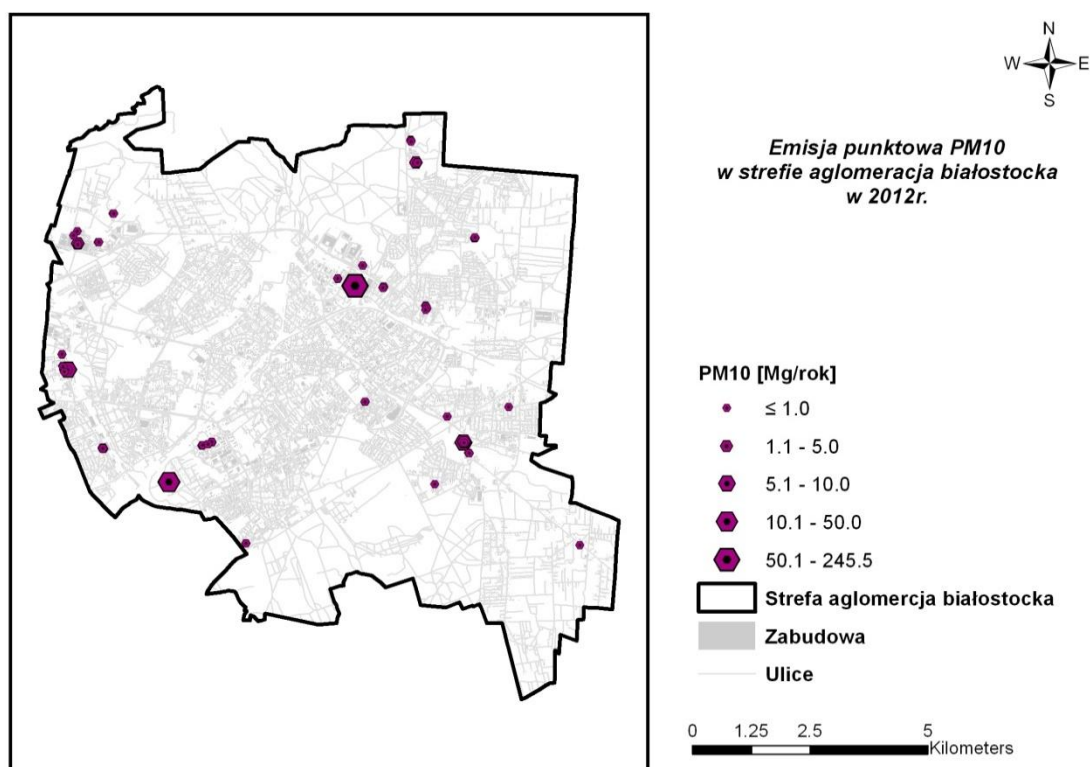 N
W E
S
Emisja punktowa PM10
w strefie aglomeracja białostocka
w 2012r.
PM10 [Mg/rok]
≤ 1.0
1.1 - 5.0
5.1 - 10.0
10.1 - 50.0
50.1 - 245.5
Strefa aglomercja białostocka
Zabudowa
Ulice
0 1.25 2.5 5
Kilometers